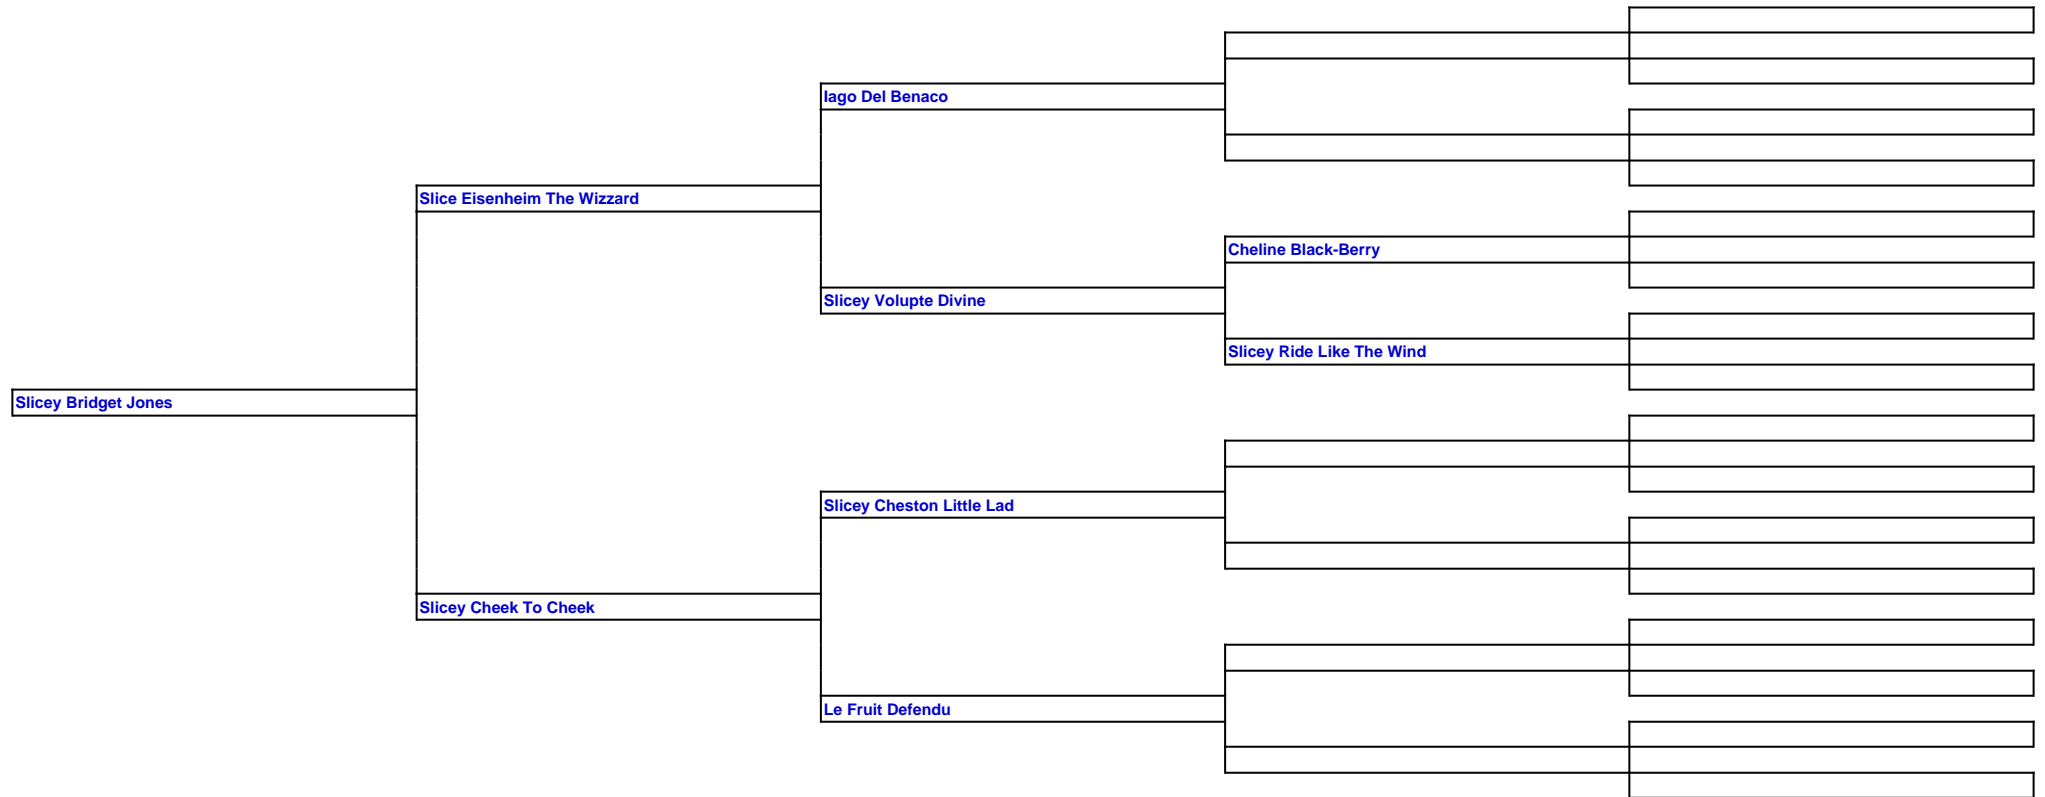 Iago Del Benaco
Slice Eisenheim The Wizzard
Cheline Black-Berry
Slicey Volupte Divine
Slicey Ride Like The Wind
Slicey Bridget Jones
Slicey Cheston Little Lad
Slicey Cheek To Cheek
Le Fruit Defendu